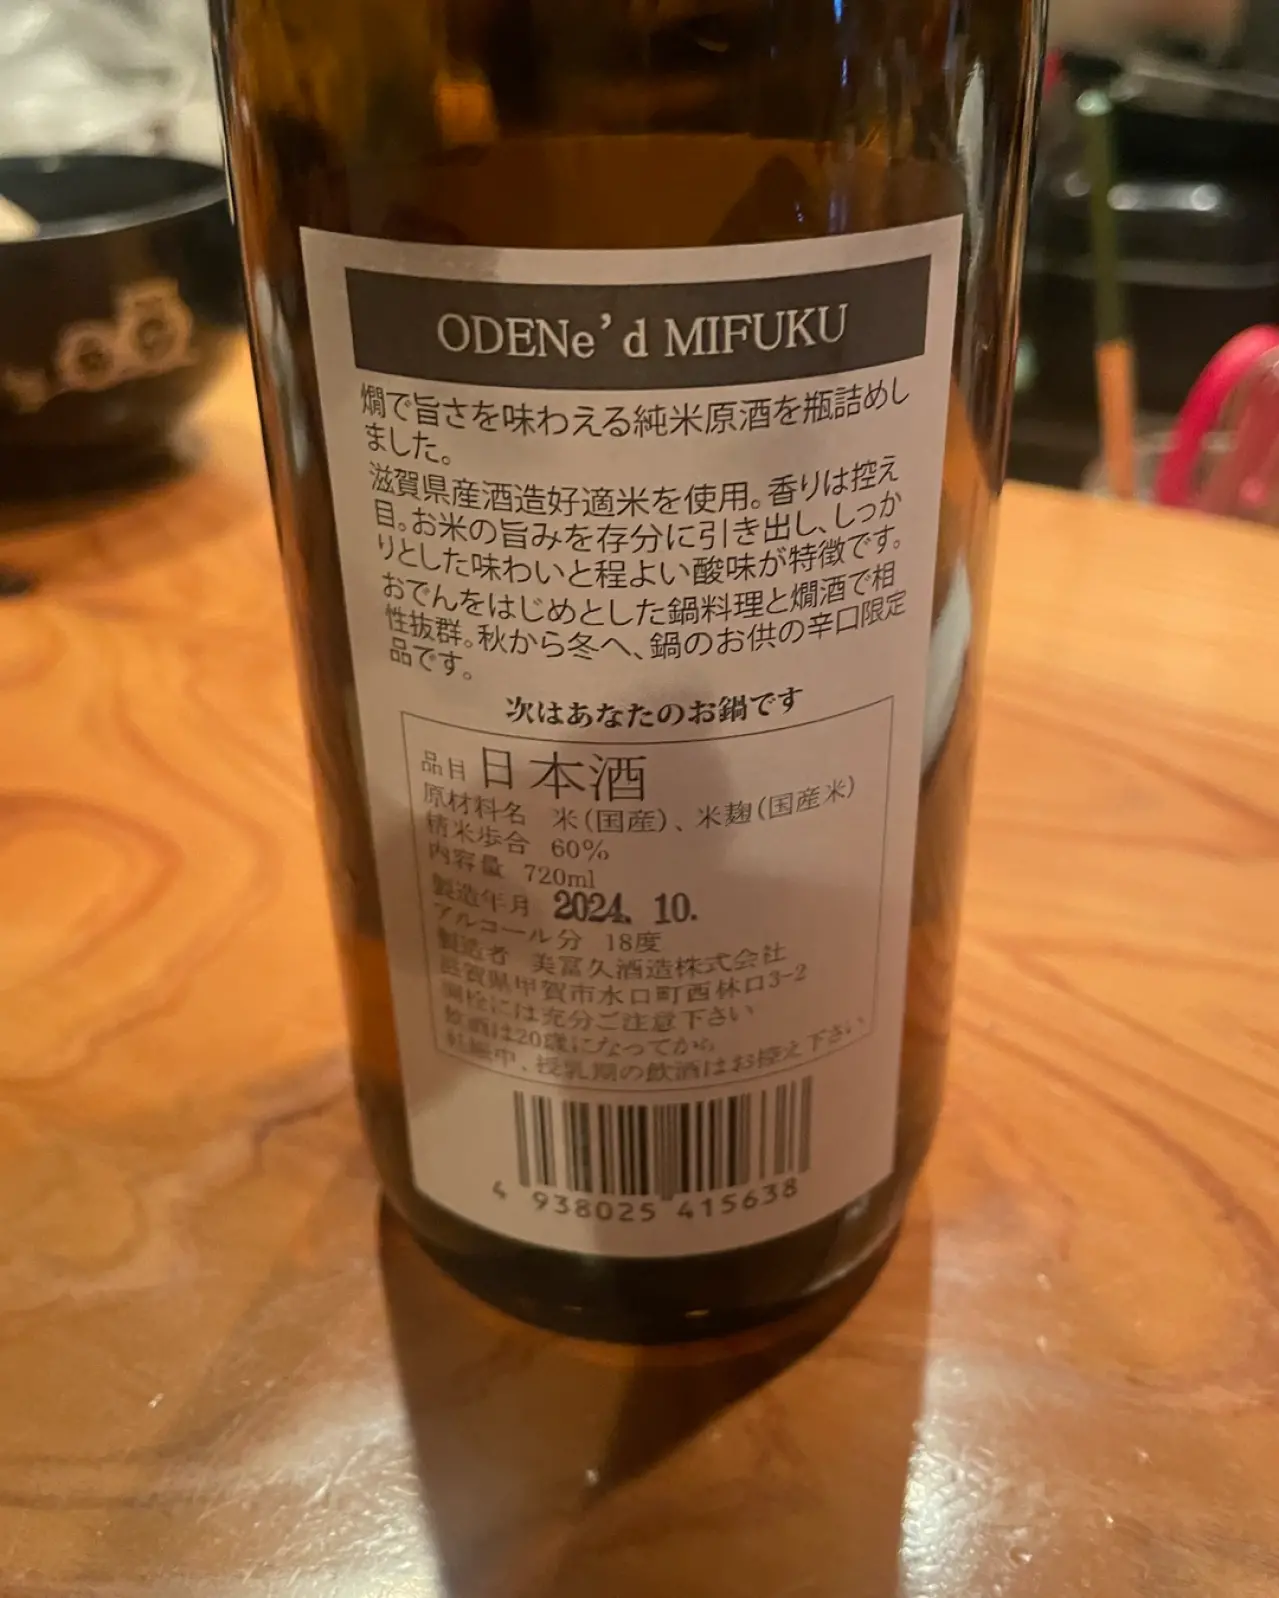 ODENe'd MIFUKU
燗で旨さを味わえる純米原酒を瓶詰めし
ました。
滋賀県産酒造好適米を使用。香りは控え
目。お米の旨みを存分に引き出し、しっか
りとした味わいと程よい酸味が特徴です。
おでんをはじめとした鍋料理と燗酒で相
性抜群。秋から冬へ、鍋のお供の辛口限定
品です。
次はあなたのお鍋です
品目 日本酒
原材料名 米(国産)、米麹(国産米)
精米歩合 60%
内容量 720ml
製造年月 2024. 10.
アルコール分 18度
製造者 美冨久酒造株式会社
滋賀県甲賀市水口町西林口3-2
開栓には充分ご注意下さい
飲酒は20歳になってから
妊娠中、授乳期の飲酒はお控え下さい
4 938025 415638